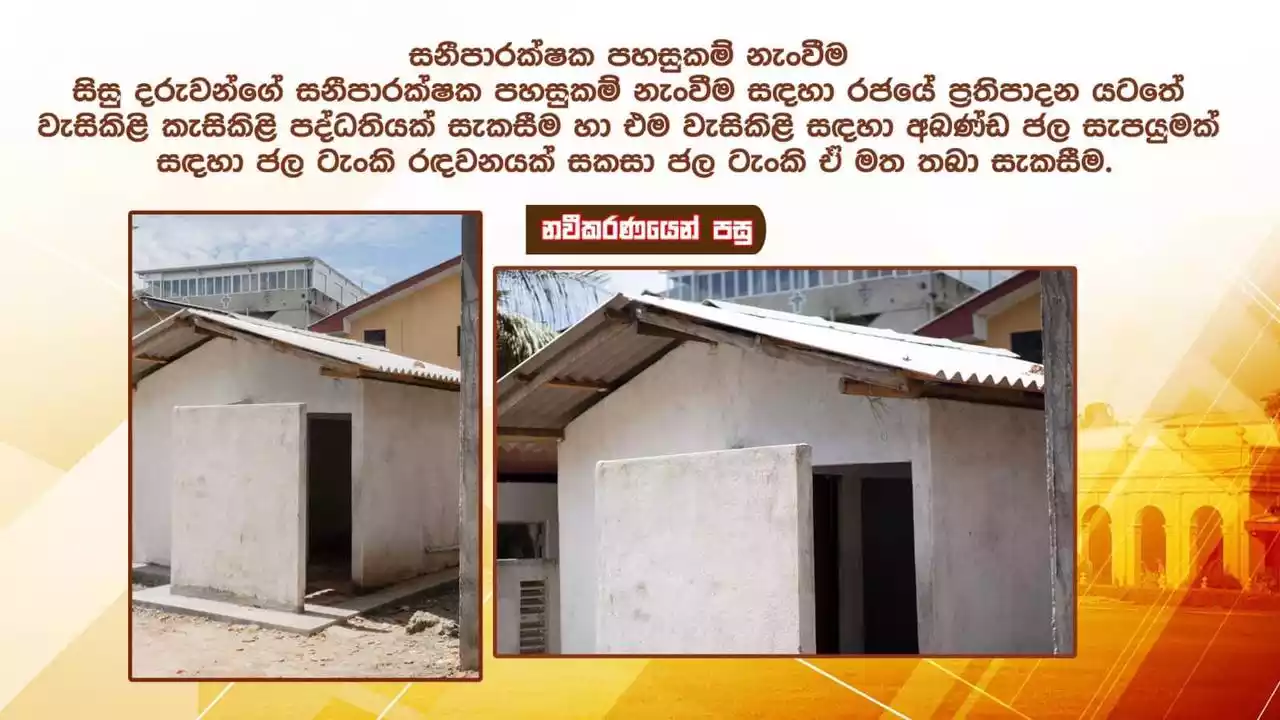 සනීපාරක්ෂක පහසුකම් නැංවීම
සිසු දරුවන්ගේ සනීපාරක්ෂක පහසුකම් නැංවීම සඳහා රජයේ ප්‍රතිපාදන යටතේ
වැසිකිළි කැසිකිළි පද්ධතියක් සැකසීම හා එම වැසිකිළි සඳහා අඛණ්ඩ ජල සැපයුමක්
සඳහා ජල ටැංකි රඳවනයක් සකසා ජල ටැංකි ඒ මත තබා සැකසීම.
නවීකරණයෙන් පසු